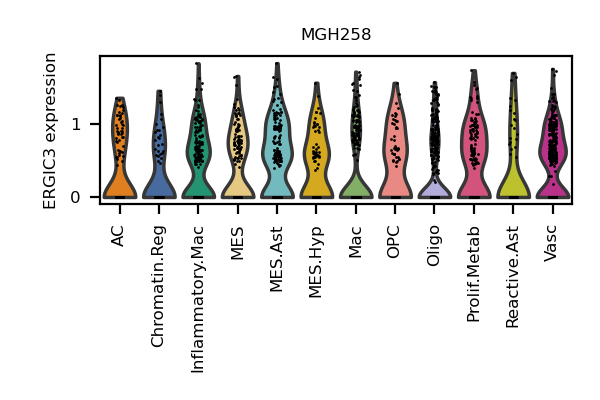 MGH258
ERGIC3 expression
1
0
AC
Chromatin.Reg
Inflammatory.Mac
MES
MES.Ast
MES.Hyp
Mac
OPC
Oligo
Prolif.Metab
Reactive.Ast
Vasc